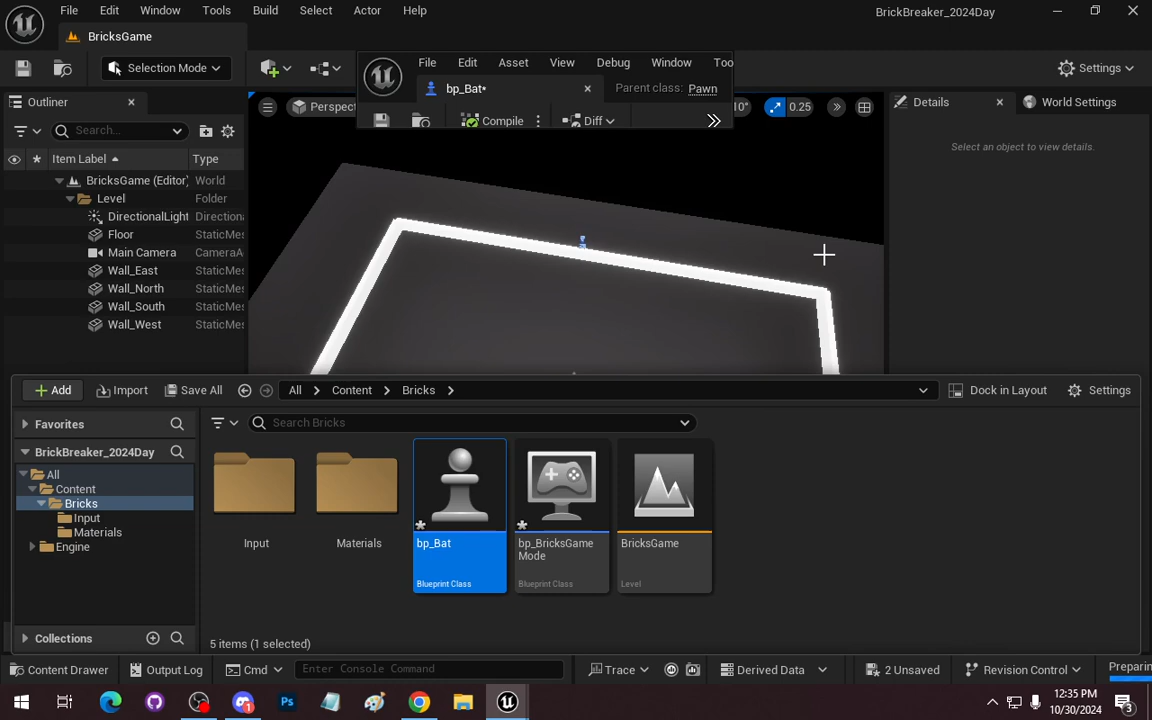 File Edit Window Tools Build Select Actor Help
BrickBreaker_2024Day
BricksGame
Selection Mode
Settings
File Edit Asset View Debug Window Too
bp_Bat*
Parent class: Pawn
Compile
Diff
Outliner
Perspect
10°
0.25
Details
World Settings
Search...
Select an object to view details.
Item Label
Type
BricksGame (Editor)
World
Level
Folder
DirectionalLight
Directiona
Floor
StaticMes
Main Camera
CameraA
Wall_East
StaticMes
Wall_North
StaticMes
Wall_South
StaticMes
Wall_West
StaticMes
Add
Import
Save All
All
Content
Bricks
Dock in Layout
Settings
Favorites
Search Bricks
BrickBreaker_2024Day
All
Content
Bricks
Input
Materials
Engine
Input
Materials
bp_Bat
Blueprint Class
bp_BricksGame
Mode
Blueprint Class
BricksGame
Level
Collections
5 items (1 selected)
Content Drawer
Output Log
Cmd
Enter Console Command
Trace
Derived Data
2 Unsaved
Revision Control
Preparin
12:35 PM
10/30/2024
3